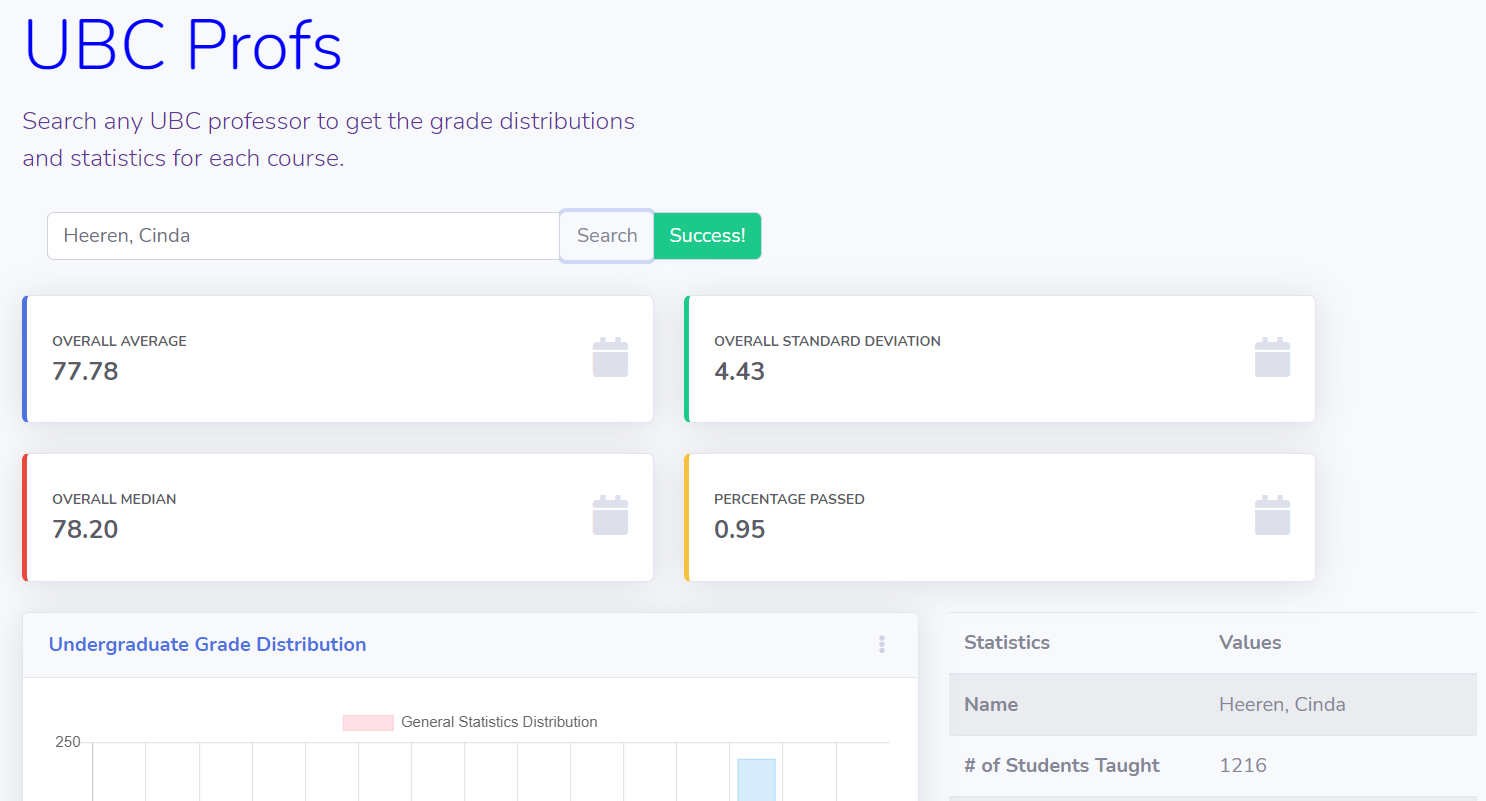 UBC Profs
Search any UBC professor to get the grade distributions
and statistics for each course.
Heeren, Cinda Search Success!
OVERALL AVERAGE
77.78
OVERALL STANDARD DEVIATION
4.43
OVERALL MEDIAN
78.20
PERCENTAGE PASSED
0.95
Undergraduate Grade Distribution
General Statistics Distribution
250
Statistics Values
Name Heeren, Cinda
# of Students Taught 1216